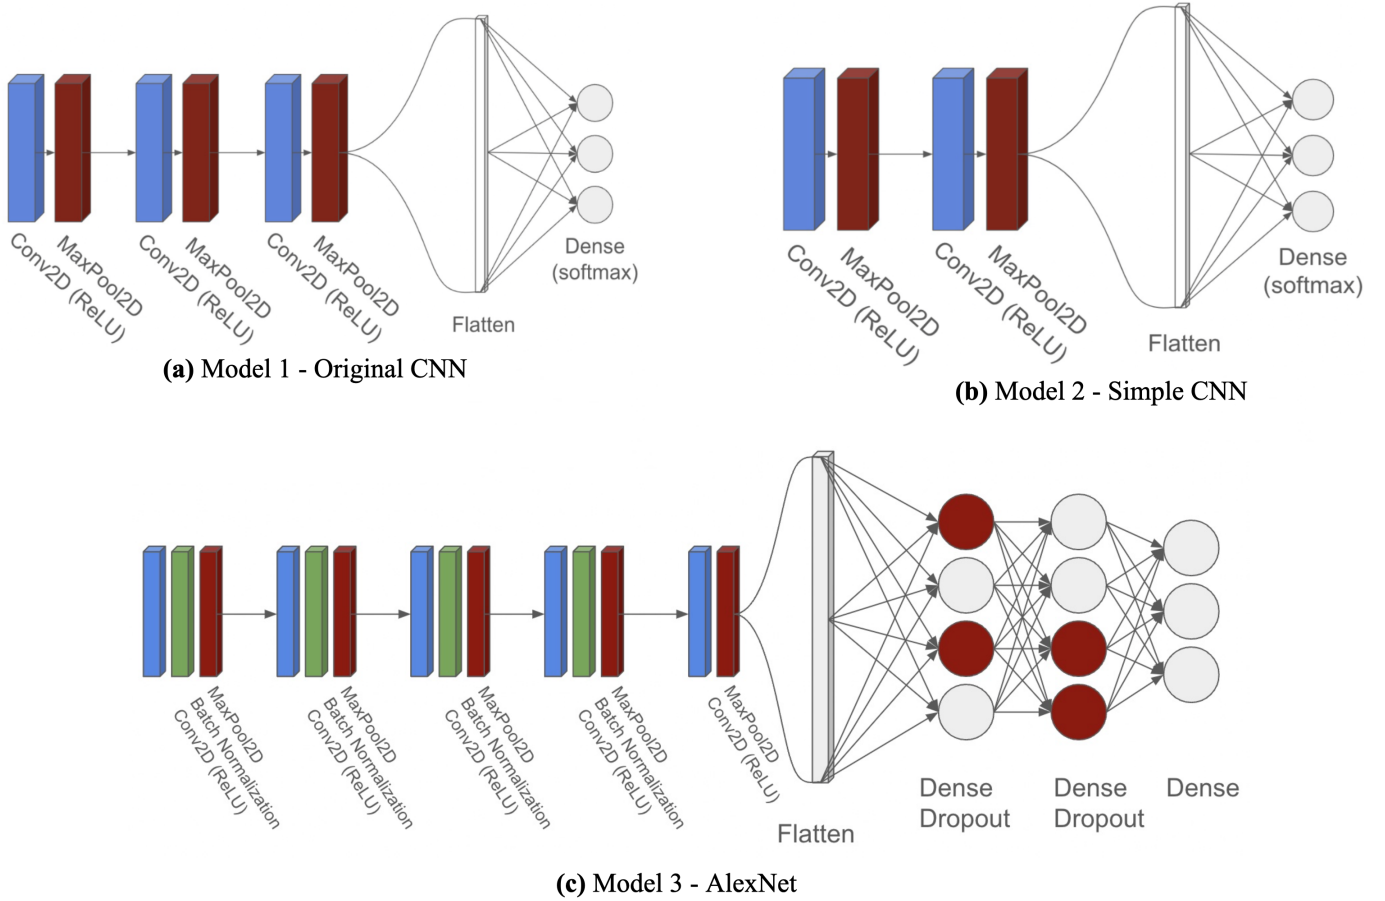 Conv2D (ReLU)
MaxPool2D
Conv2D (ReLU)
MaxPool2D
Conv2D (ReLU)
MaxPool2D
Flatten
Dense
(softmax)
(a) Model 1 - Original CNN
Conv2D (ReLU)
MaxPool2D
Conv2D (ReLU)
MaxPool2D
Flatten
Dense
(softmax)
(b) Model 2 - Simple CNN
Conv2D (ReLU)
Batch Normalization
MaxPool2D
Conv2D (ReLU)
Batch Normalization
MaxPool2D
Conv2D (ReLU)
Batch Normalization
MaxPool2D
Conv2D (ReLU)
Batch Normalization
MaxPool2D
Conv2D (ReLU)
MaxPool2D
Flatten
Dense
Dropout
Dense
Dropout
Dense
(c) Model 3 - AlexNet